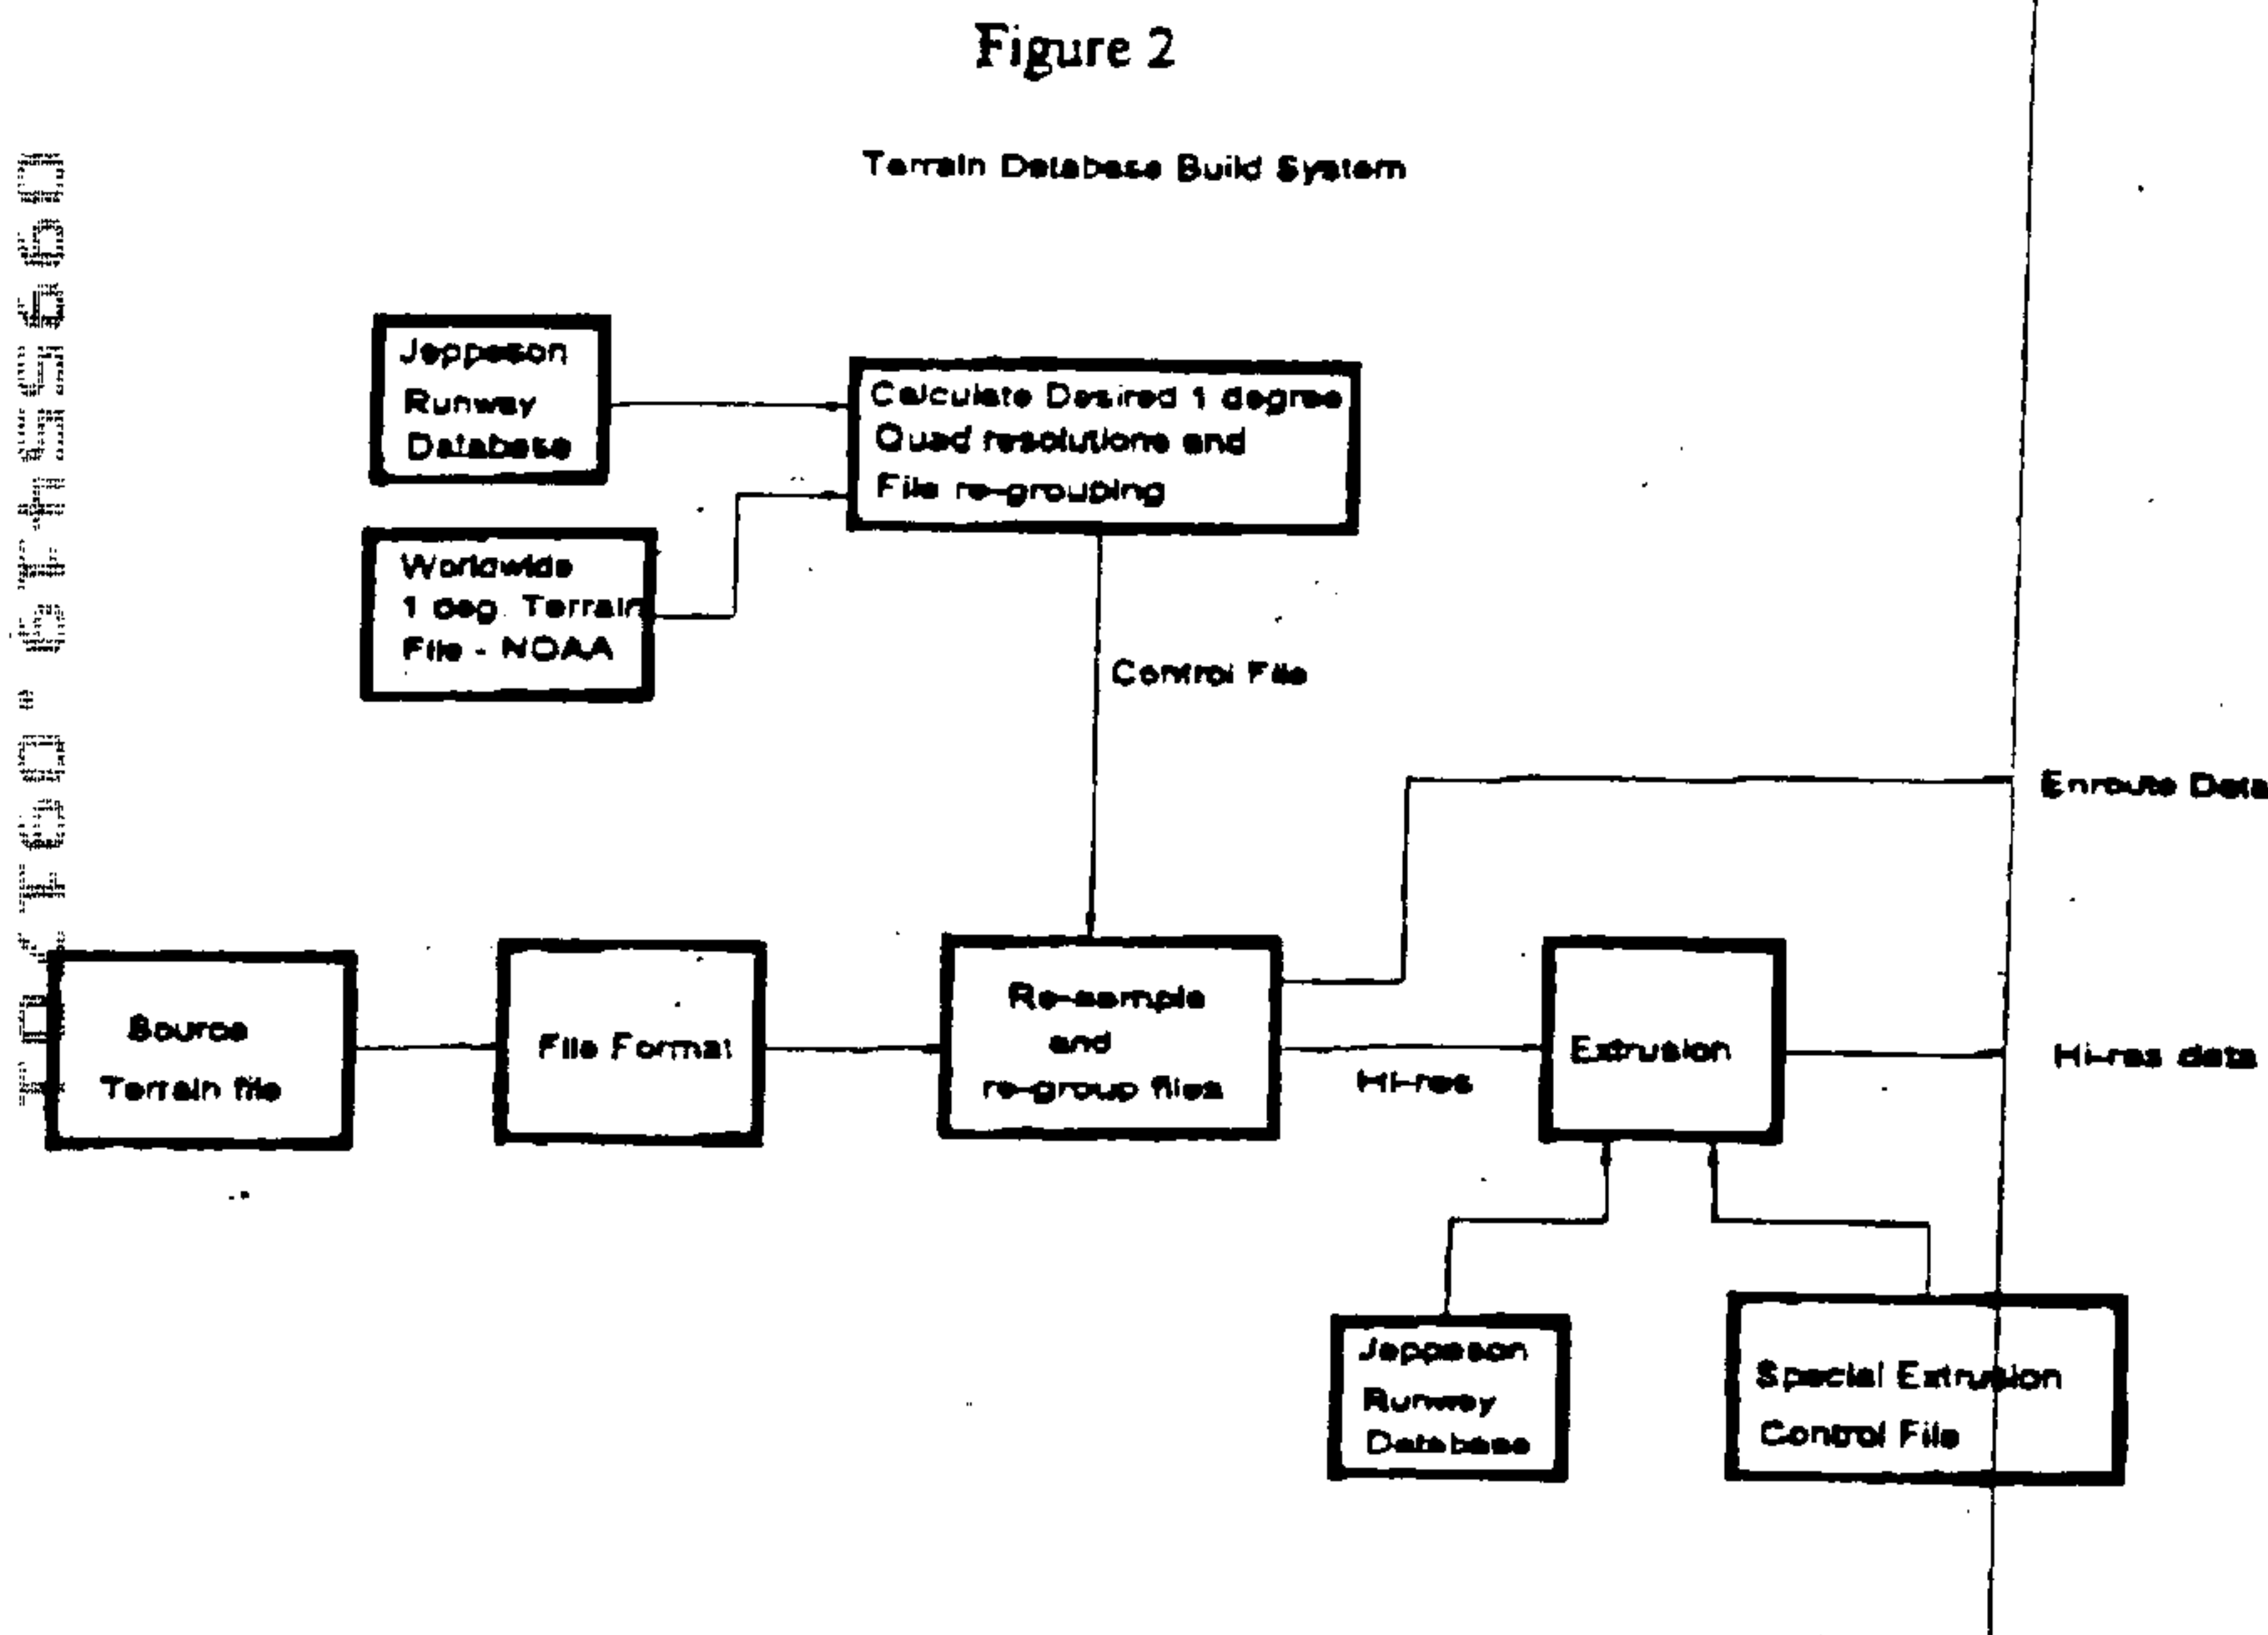 Figure 2
Terrain Database Build System
Jeppeson
Runway
Database
Calculate Desired 1 degree
Quad resolutions and
File re-grouping
Worldwide
1 deg. Terrain
File - NOAA
Control File
Enroute Data
Source
Terrain file
File Format
Re-sample
and
re-group files
Hi-res
Extrusion
Hi-res data
Jeppeson
Runway
Database
Special Extrusion
Control File